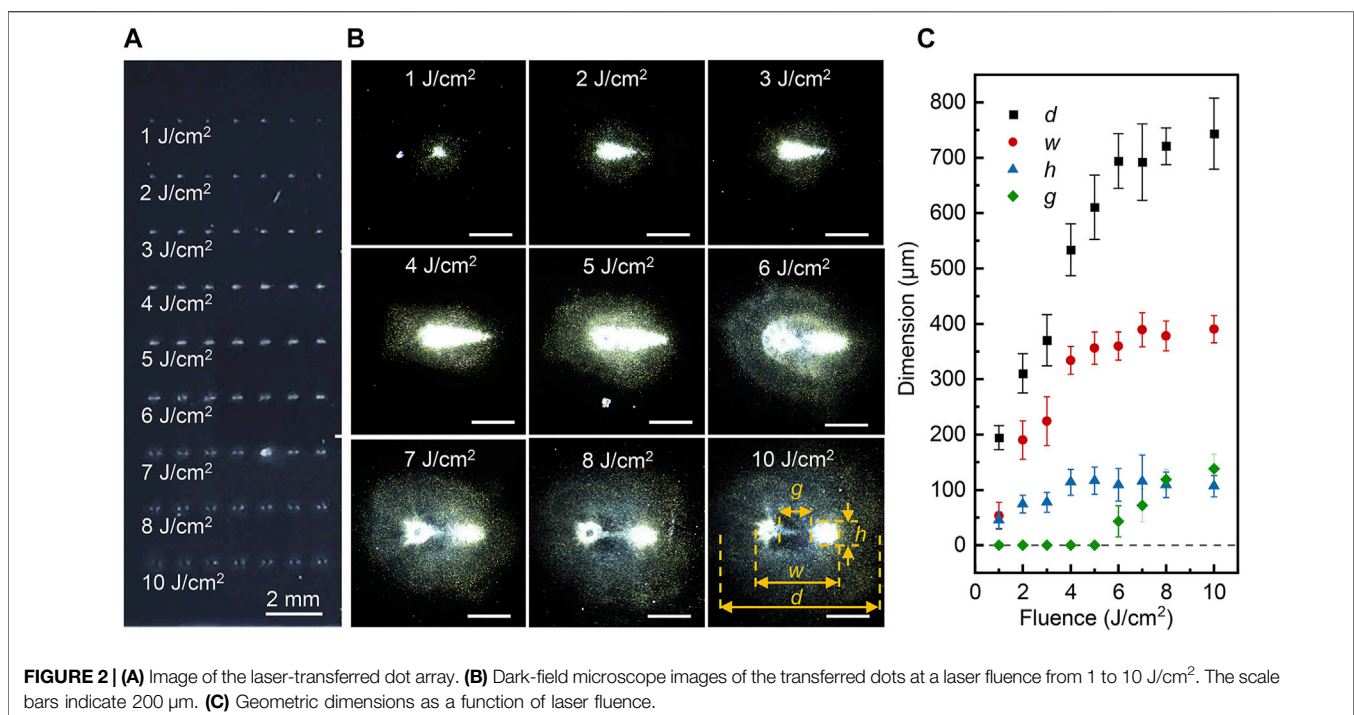 A
B
C
1 J/cm²
2 J/cm²
3 J/cm²
4 J/cm²
5 J/cm²
6 J/cm²
7 J/cm²
8 J/cm²
10 J/cm²
2 mm
1 J/cm²
2 J/cm²
3 J/cm²
4 J/cm²
5 J/cm²
6 J/cm²
7 J/cm²
8 J/cm²
10 J/cm²
g
h
w
d
Dimension (µm)
800
700
600
500
400
300
200
100
0
d
w
h
g
0
2
4
6
8
10
Fluence (J/cm²)
FIGURE 2 | (A) Image of the laser-transferred dot array. (B) Dark-field microscope images of the transferred dots at a laser fluence from 1 to 10 J/cm². The scale
bars indicate 200 µm. (C) Geometric dimensions as a function of laser fluence.